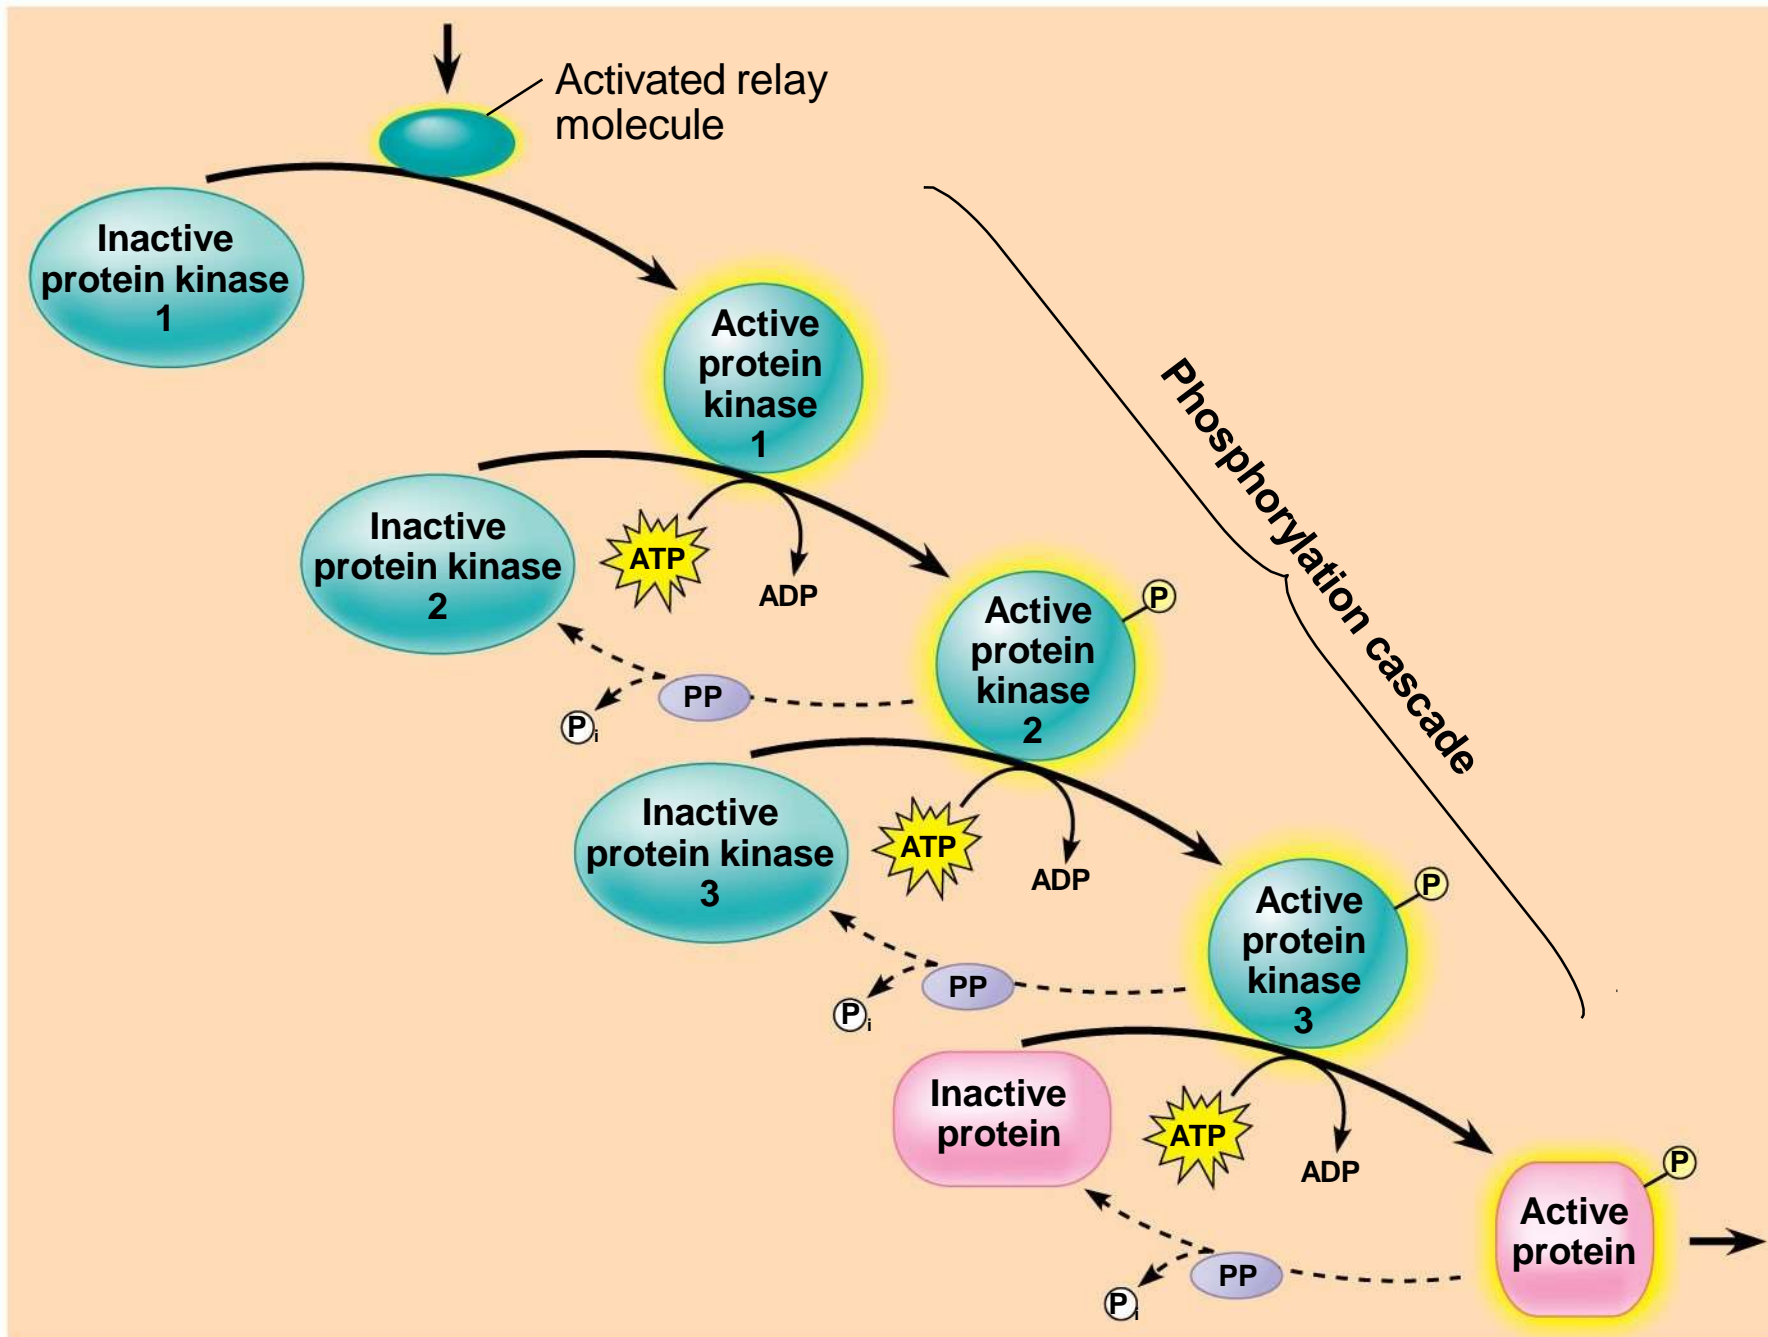 Activated relay
molecule
Inactive
protein kinase
1
Active
protein
kinase
1
Phosphorylation cascade
Inactive
protein kinase
2
ATP
ADP
Active
protein
kinase
2
P
PP
Pi
Inactive
protein kinase
3
ATP
ADP
Active
protein
kinase
3
P
PP
Pi
Inactive
protein
ATP
ADP
Active
protein
P
PP
Pi